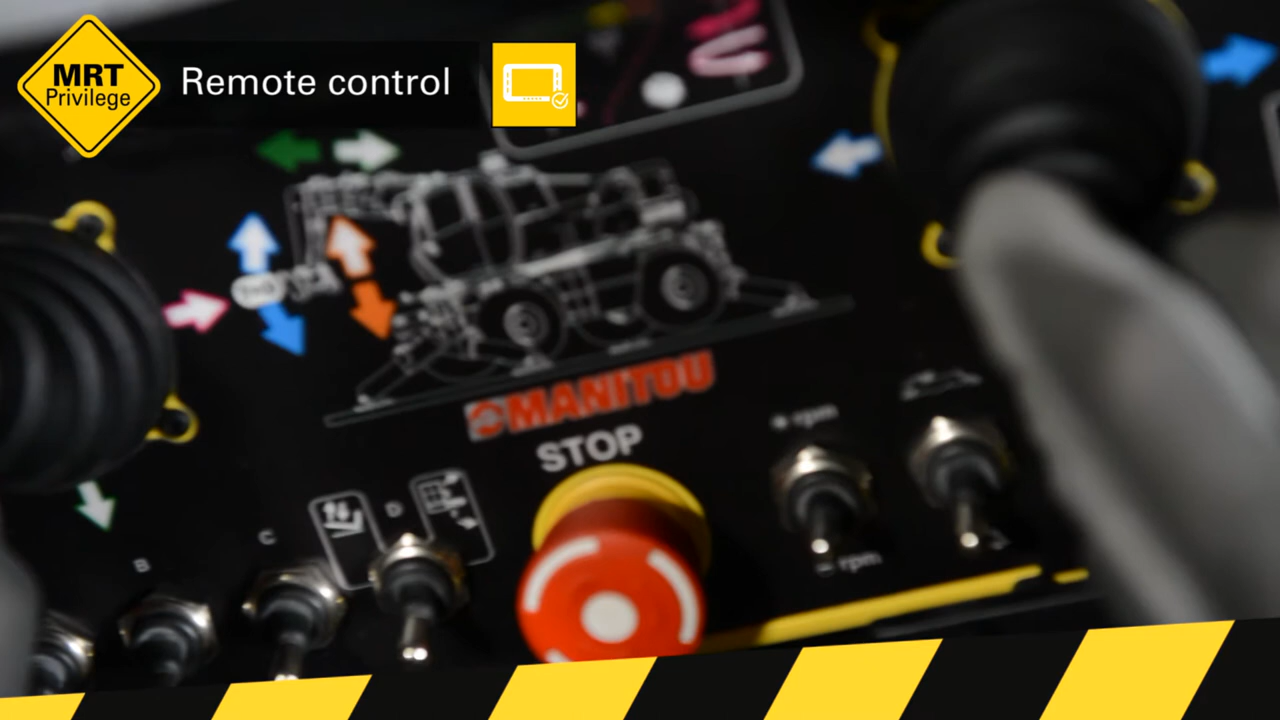 MRT
Privilege
Remote control
MANITOU
STOP
D
C
B
+ rpm
- rpm